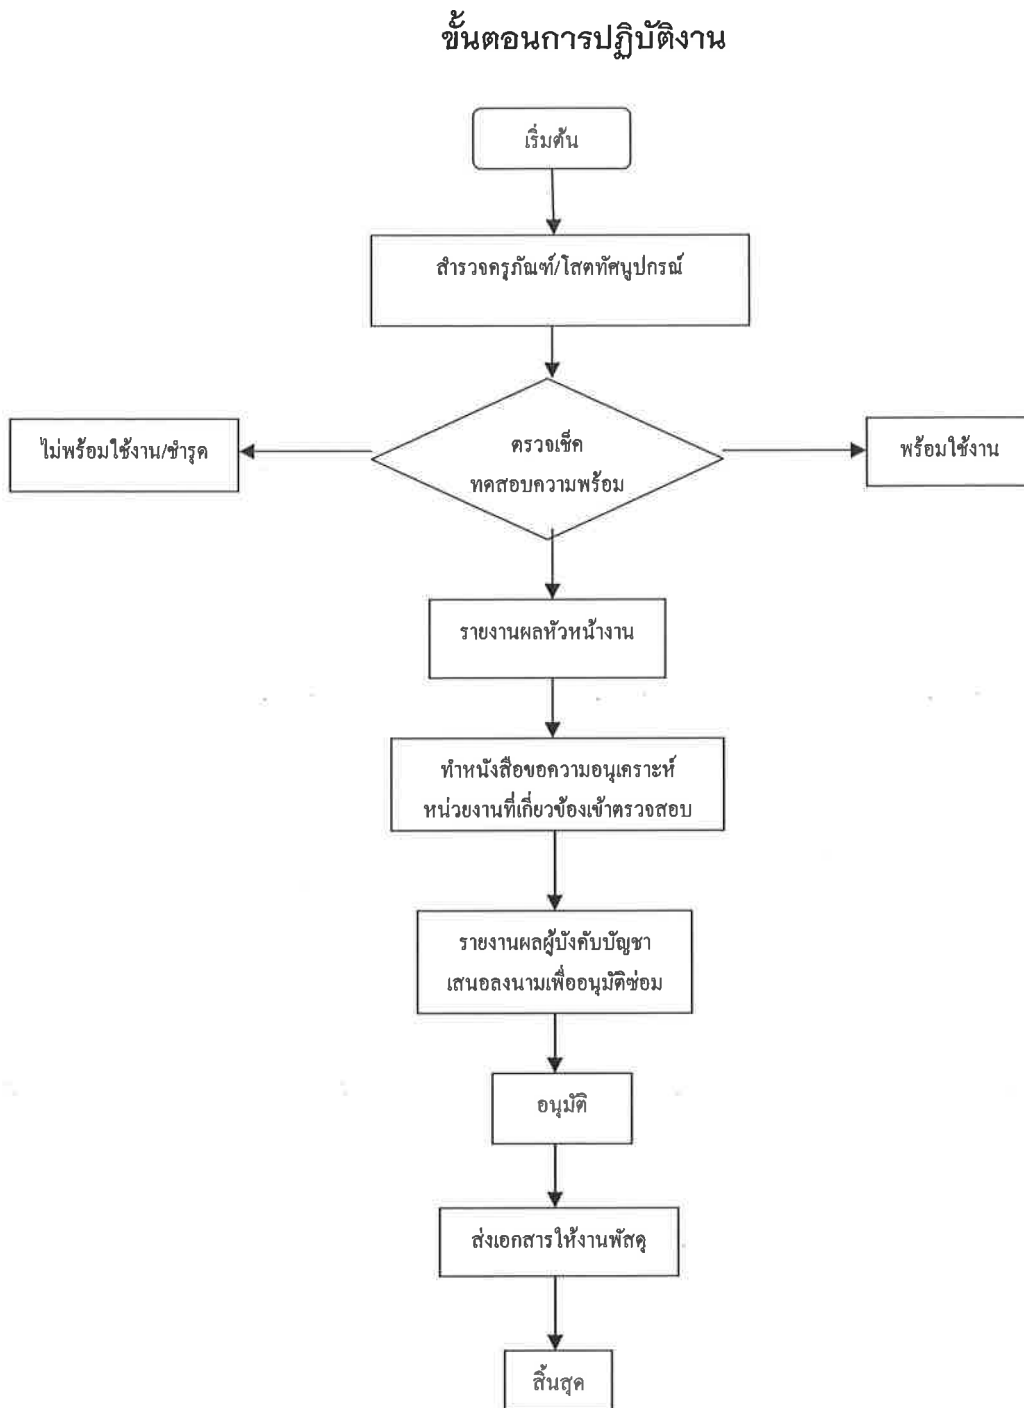 ขั้นตอนการปฏิบัติงาน
เริ่มต้น
สำรวจครุภัณฑ์/โสตทัศนูปกรณ์
ตรวจเช็ค
ทดสอบความพร้อม
ไม่พร้อมใช้งาน/ชำรุด
พร้อมใช้งาน
รายงานผลหัวหน้างาน
ทำหนังสือขอความอนุเคราะห์
หน่วยงานที่เกี่ยวข้องเข้าตรวจสอบ
รายงานผลผู้บังคับบัญชา
เสนอลงนามเพื่ออนุมัติซ่อม
อนุมัติ
ส่งเอกสารให้งานพัสดุ
สิ้นสุด